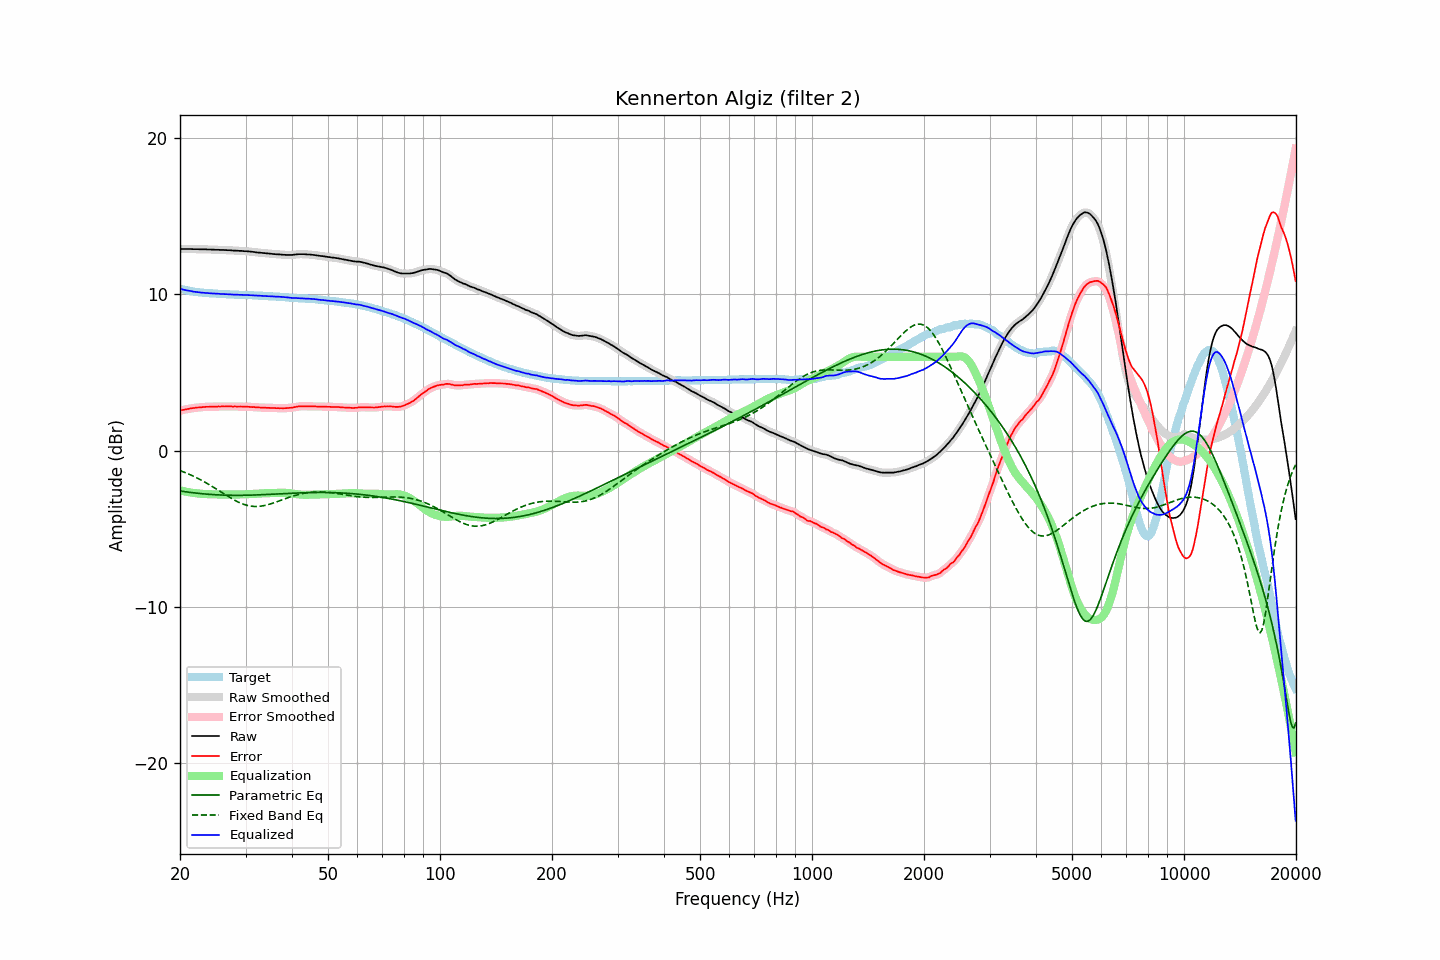 Kennerton Algiz (filter 2)
20
10
0
−10
−20
Amplitude (dBr)
Target
Raw Smoothed
Error Smoothed
Raw
Error
Equalization
Parametric Eq
Fixed Band Eq
Equalized
20
50
100
200
500
1000
2000
5000
10000
20000
Frequency (Hz)